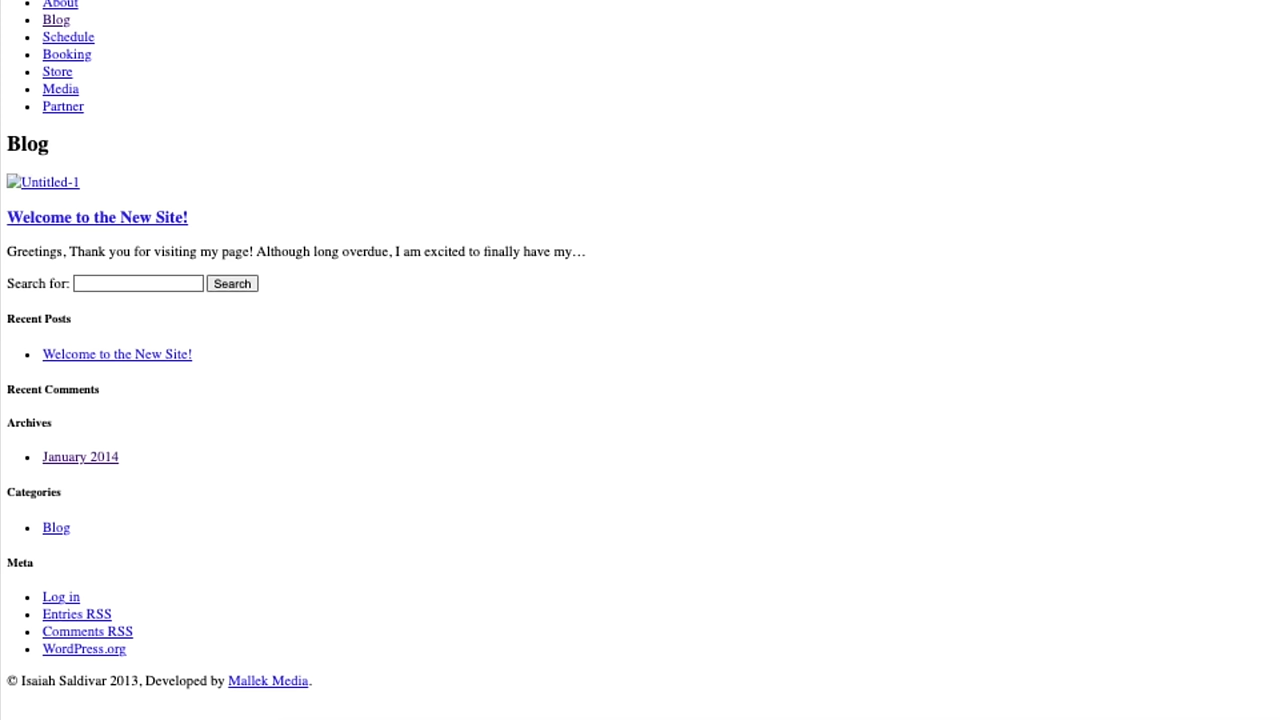 About
Blog
Schedule
Booking
Store
Media
Partner
Blog
Untitled-1
Welcome to the New Site!
Greetings, Thank you for visiting my page! Although long overdue, I am excited to finally have my…
Search for: Search
Recent Posts
Welcome to the New Site!
Recent Comments
Archives
January 2014
Categories
Blog
Meta
Log in
Entries RSS
Comments RSS
WordPress.org
© Isaiah Saldivar 2013, Developed by Mallek Media.